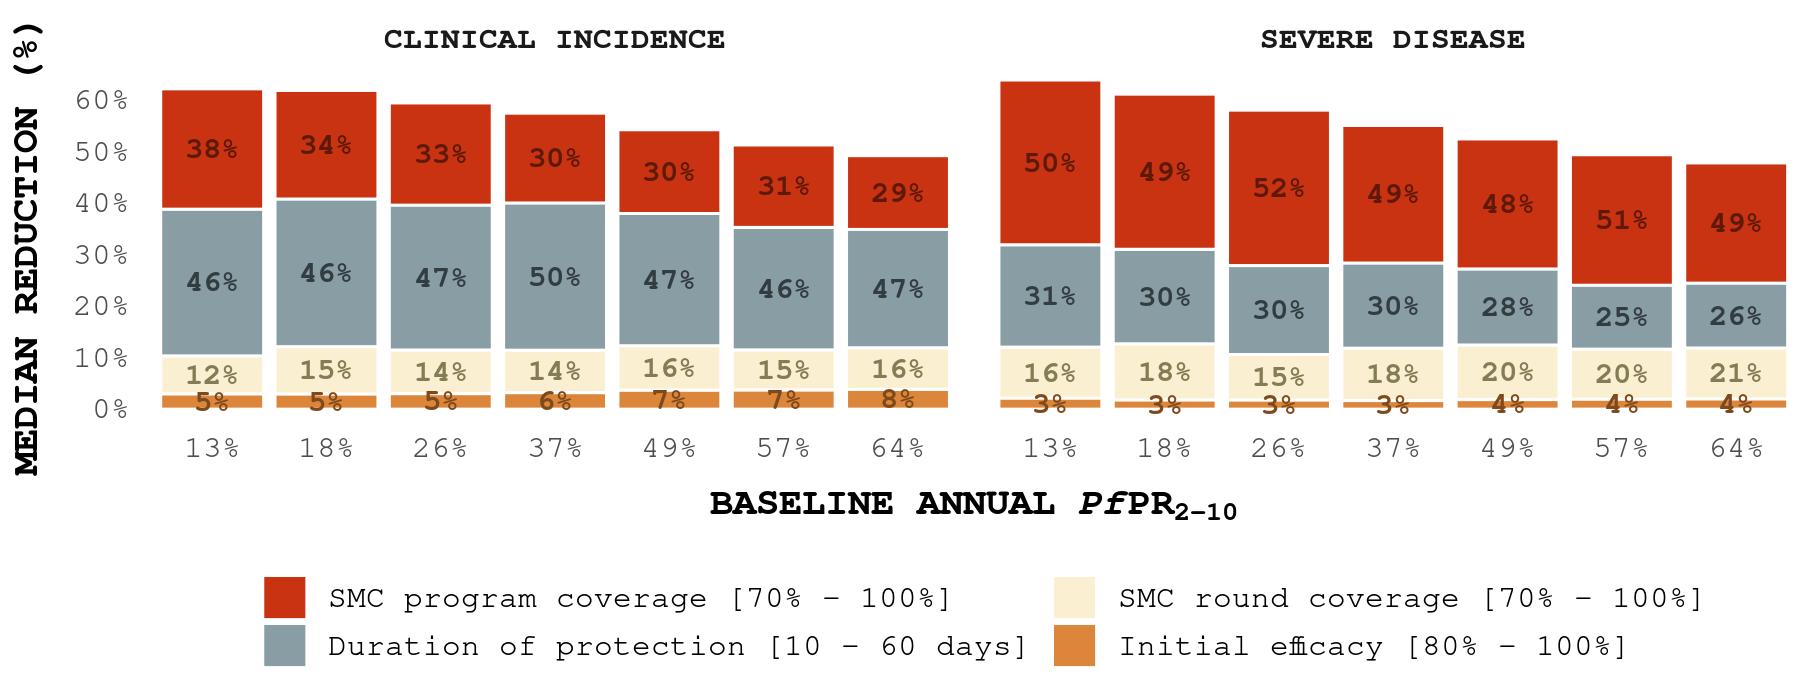 CLINICAL INCIDENCE
SEVERE DISEASE
MEDIAN REDUCTION (%)
60%
50%
40%
30%
20%
10%
0%
38% 34% 33% 30% 30% 31% 29%
46% 46% 47% 50% 47% 46% 47%
12% 15% 14% 14% 16% 15% 16%
5% 5% 5% 6% 7% 7% 8%
13% 18% 26% 37% 49% 57% 64%
50% 49% 52% 49% 48% 51% 49%
31% 30% 30% 30% 28% 25% 26%
16% 18% 15% 18% 20% 20% 21%
3% 3% 3% 3% 4% 4% 4%
13% 18% 26% 37% 49% 57% 64%
BASELINE ANNUAL PfPR2–10
SMC program coverage [70% – 100%]
Duration of protection [10 – 60 days]
SMC round coverage [70% – 100%]
Initial efficacy [80% – 100%]